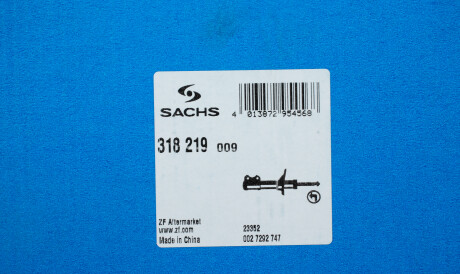 SACHS
4 013872 954568
318 219 009
ZF Aftermarket
www.zf.com
Made in China
23352
002 7292 747